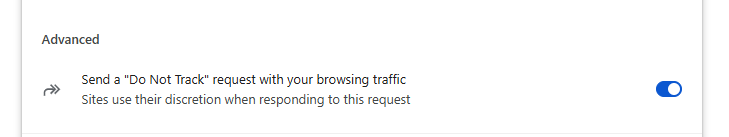 Advanced
Send a "Do Not Track" request with your browsing traffic
Sites use their discretion when responding to this request